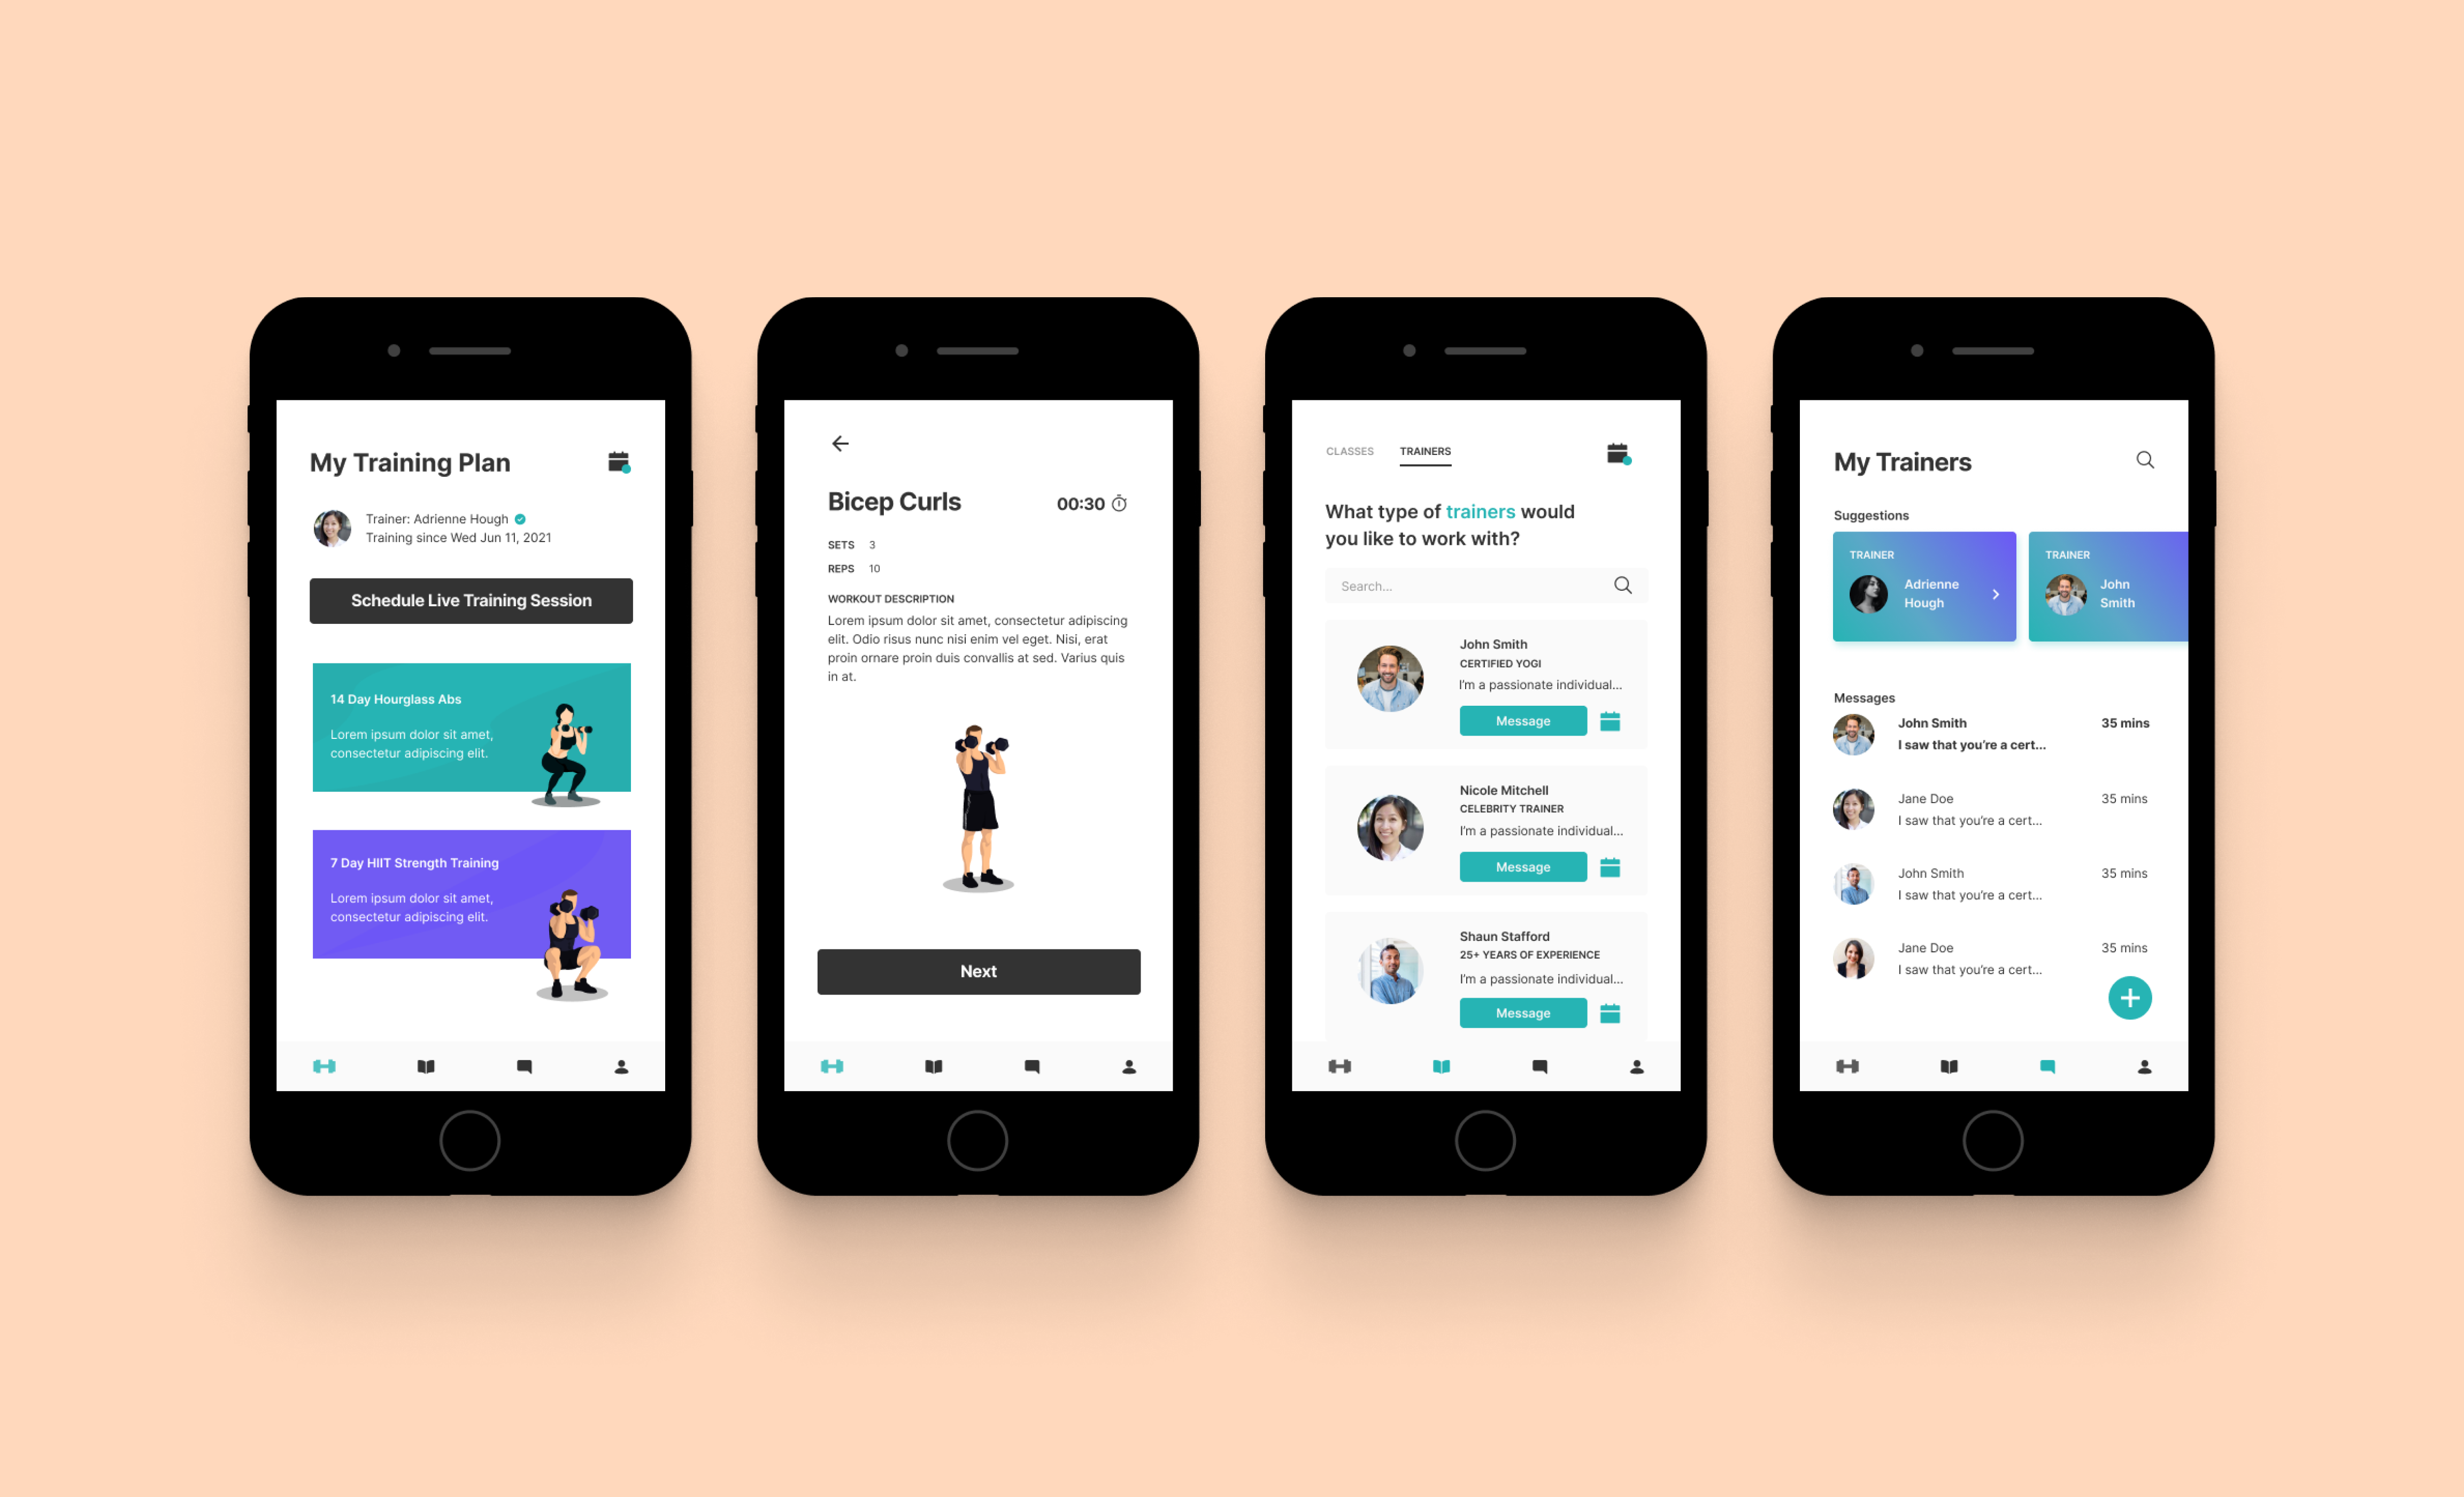 My Training Plan
Trainer: Adrienne Hough
Training since Wed Jun 11, 2021
Schedule Live Training Session
14 Day Hourglass Abs
Lorem ipsum dolor sit amet,
consectetur adipiscing elit.
7 Day HIIT Strength Training
Lorem ipsum dolor sit amet,
consectetur adipiscing elit.
Bicep Curls
00:30
SETS 3
REPS 10
WORKOUT DESCRIPTION
Lorem ipsum dolor sit amet, consectetur adipiscing
elit. Odio risus nunc nisi enim vel eget. Nisi, erat
proin ornare proin duis convallis at sed. Varius quis
in at.
Next
CLASSES TRAINERS
What type of trainers would
you like to work with?
Search...
John Smith
CERTIFIED YOGI
I'm a passionate individual...
Message
Nicole Mitchell
CELEBRITY TRAINER
I'm a passionate individual...
Message
Shaun Stafford
25+ YEARS OF EXPERIENCE
I'm a passionate individual...
Message
My Trainers
Suggestions
TRAINER
Adrienne
Hough
TRAINER
John
Smith
Messages
John Smith 35 mins
I saw that you're a cert...
Jane Doe 35 mins
I saw that you're a cert...
John Smith 35 mins
I saw that you're a cert...
Jane Doe 35 mins
I saw that you're a cert...